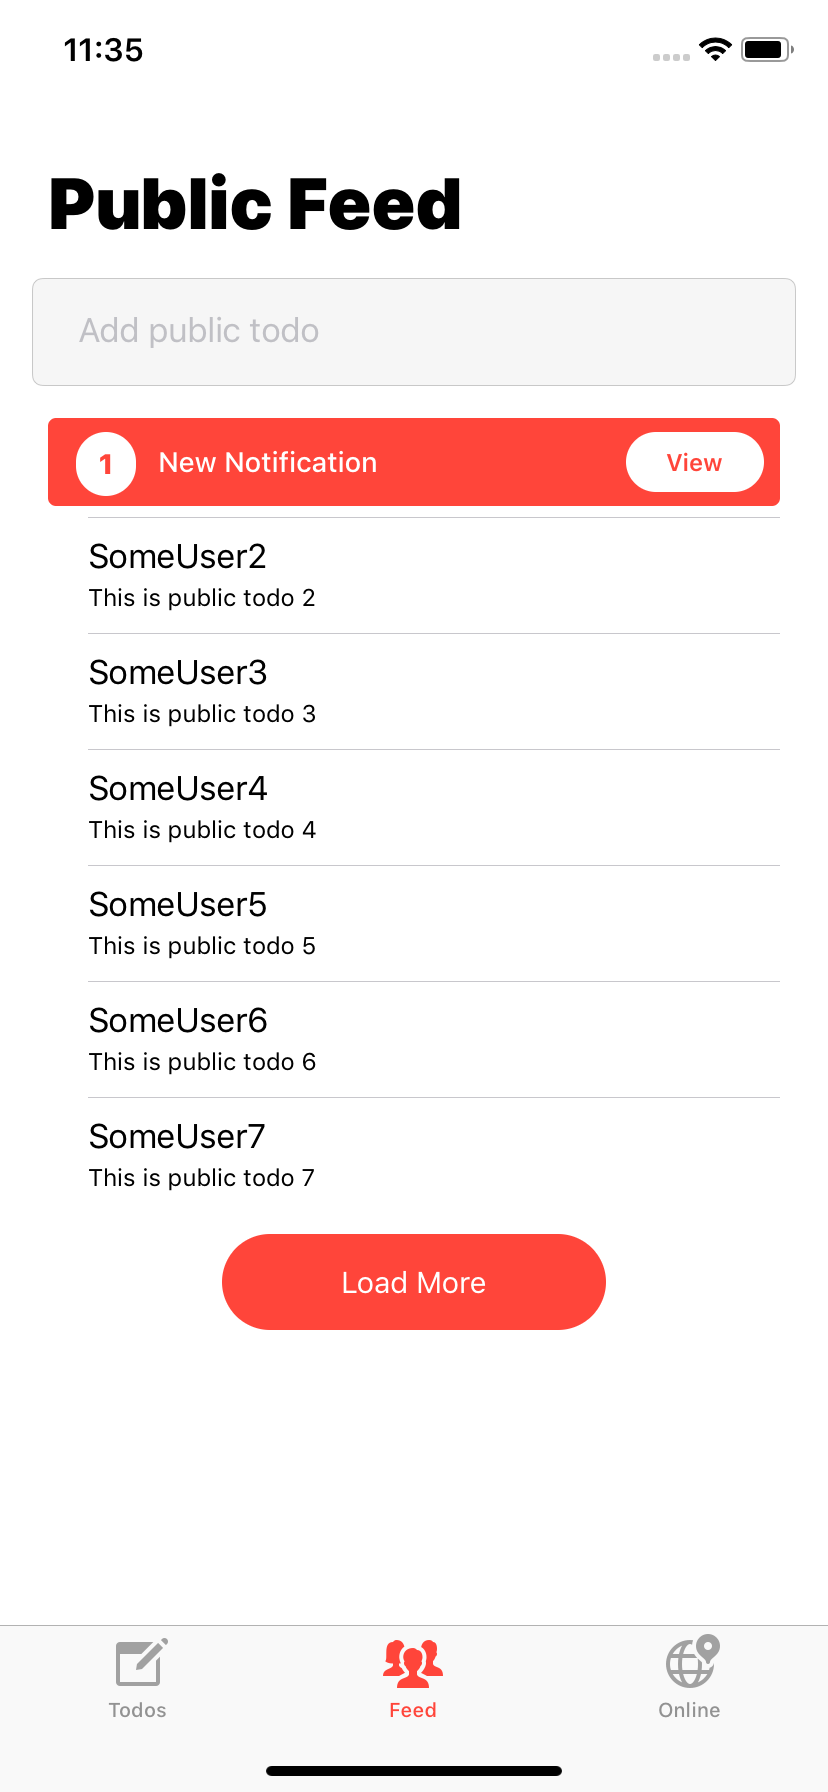 11:35
Public Feed
Add public todo
1 New Notification View
SomeUser2
This is public todo 2
SomeUser3
This is public todo 3
SomeUser4
This is public todo 4
SomeUser5
This is public todo 5
SomeUser6
This is public todo 6
SomeUser7
This is public todo 7
Load More
Todos Feed Online